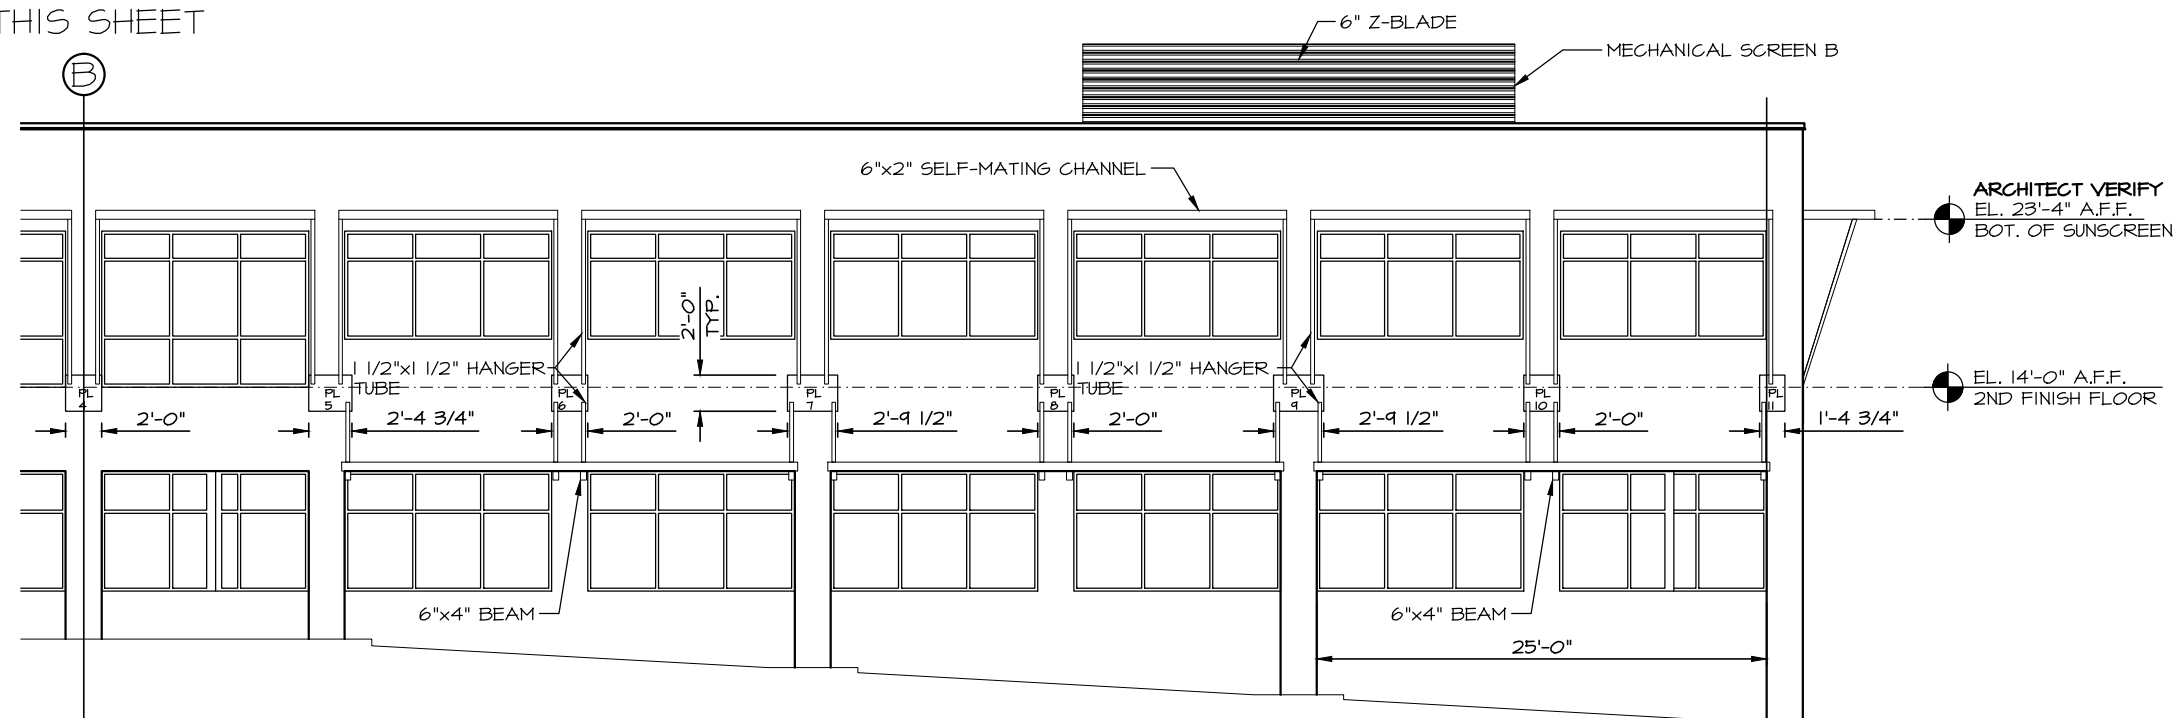 THIS SHEET
B
6" Z-BLADE
MECHANICAL SCREEN B
6"x2" SELF-MATING CHANNEL
ARCHITECT VERIFY
EL. 23'-4" A.F.F.
BOT. OF SUNSCREEN
2'-0"
TYP.
1 1/2"x1 1/2" HANGER
TUBE
1 1/2"x1 1/2" HANGER
TUBE
EL. 14'-0" A.F.F.
2ND FINISH FLOOR
PL
4
PL
5
PL
6
PL
7
PL
8
PL
9
PL
10
PL
11
2'-0"
2'-4 3/4"
2'-0"
2'-9 1/2"
2'-0"
2'-9 1/2"
2'-0"
1'-4 3/4"
6"x4" BEAM
6"x4" BEAM
25'-0"